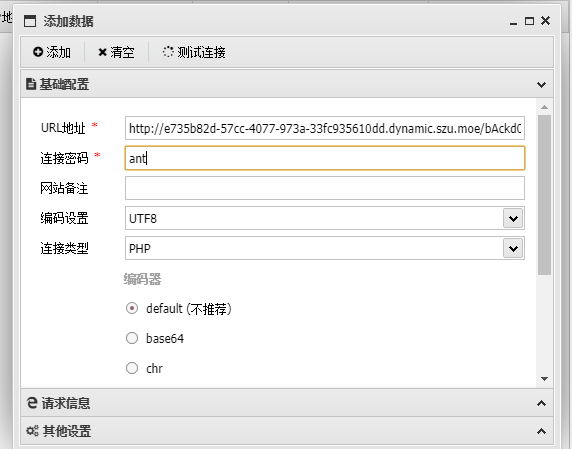 添加数据
添加 清空 测试连接
基础配置
URL地址 * http://e735b82d-57cc-4077-973a-33fc935610dd.dynamic.szu.moe/bAckd
连接密码 * ant
网站备注
编码设置 UTF8
连接类型 PHP
编码器
default (不推荐)
base64
chr
请求信息
其他设置